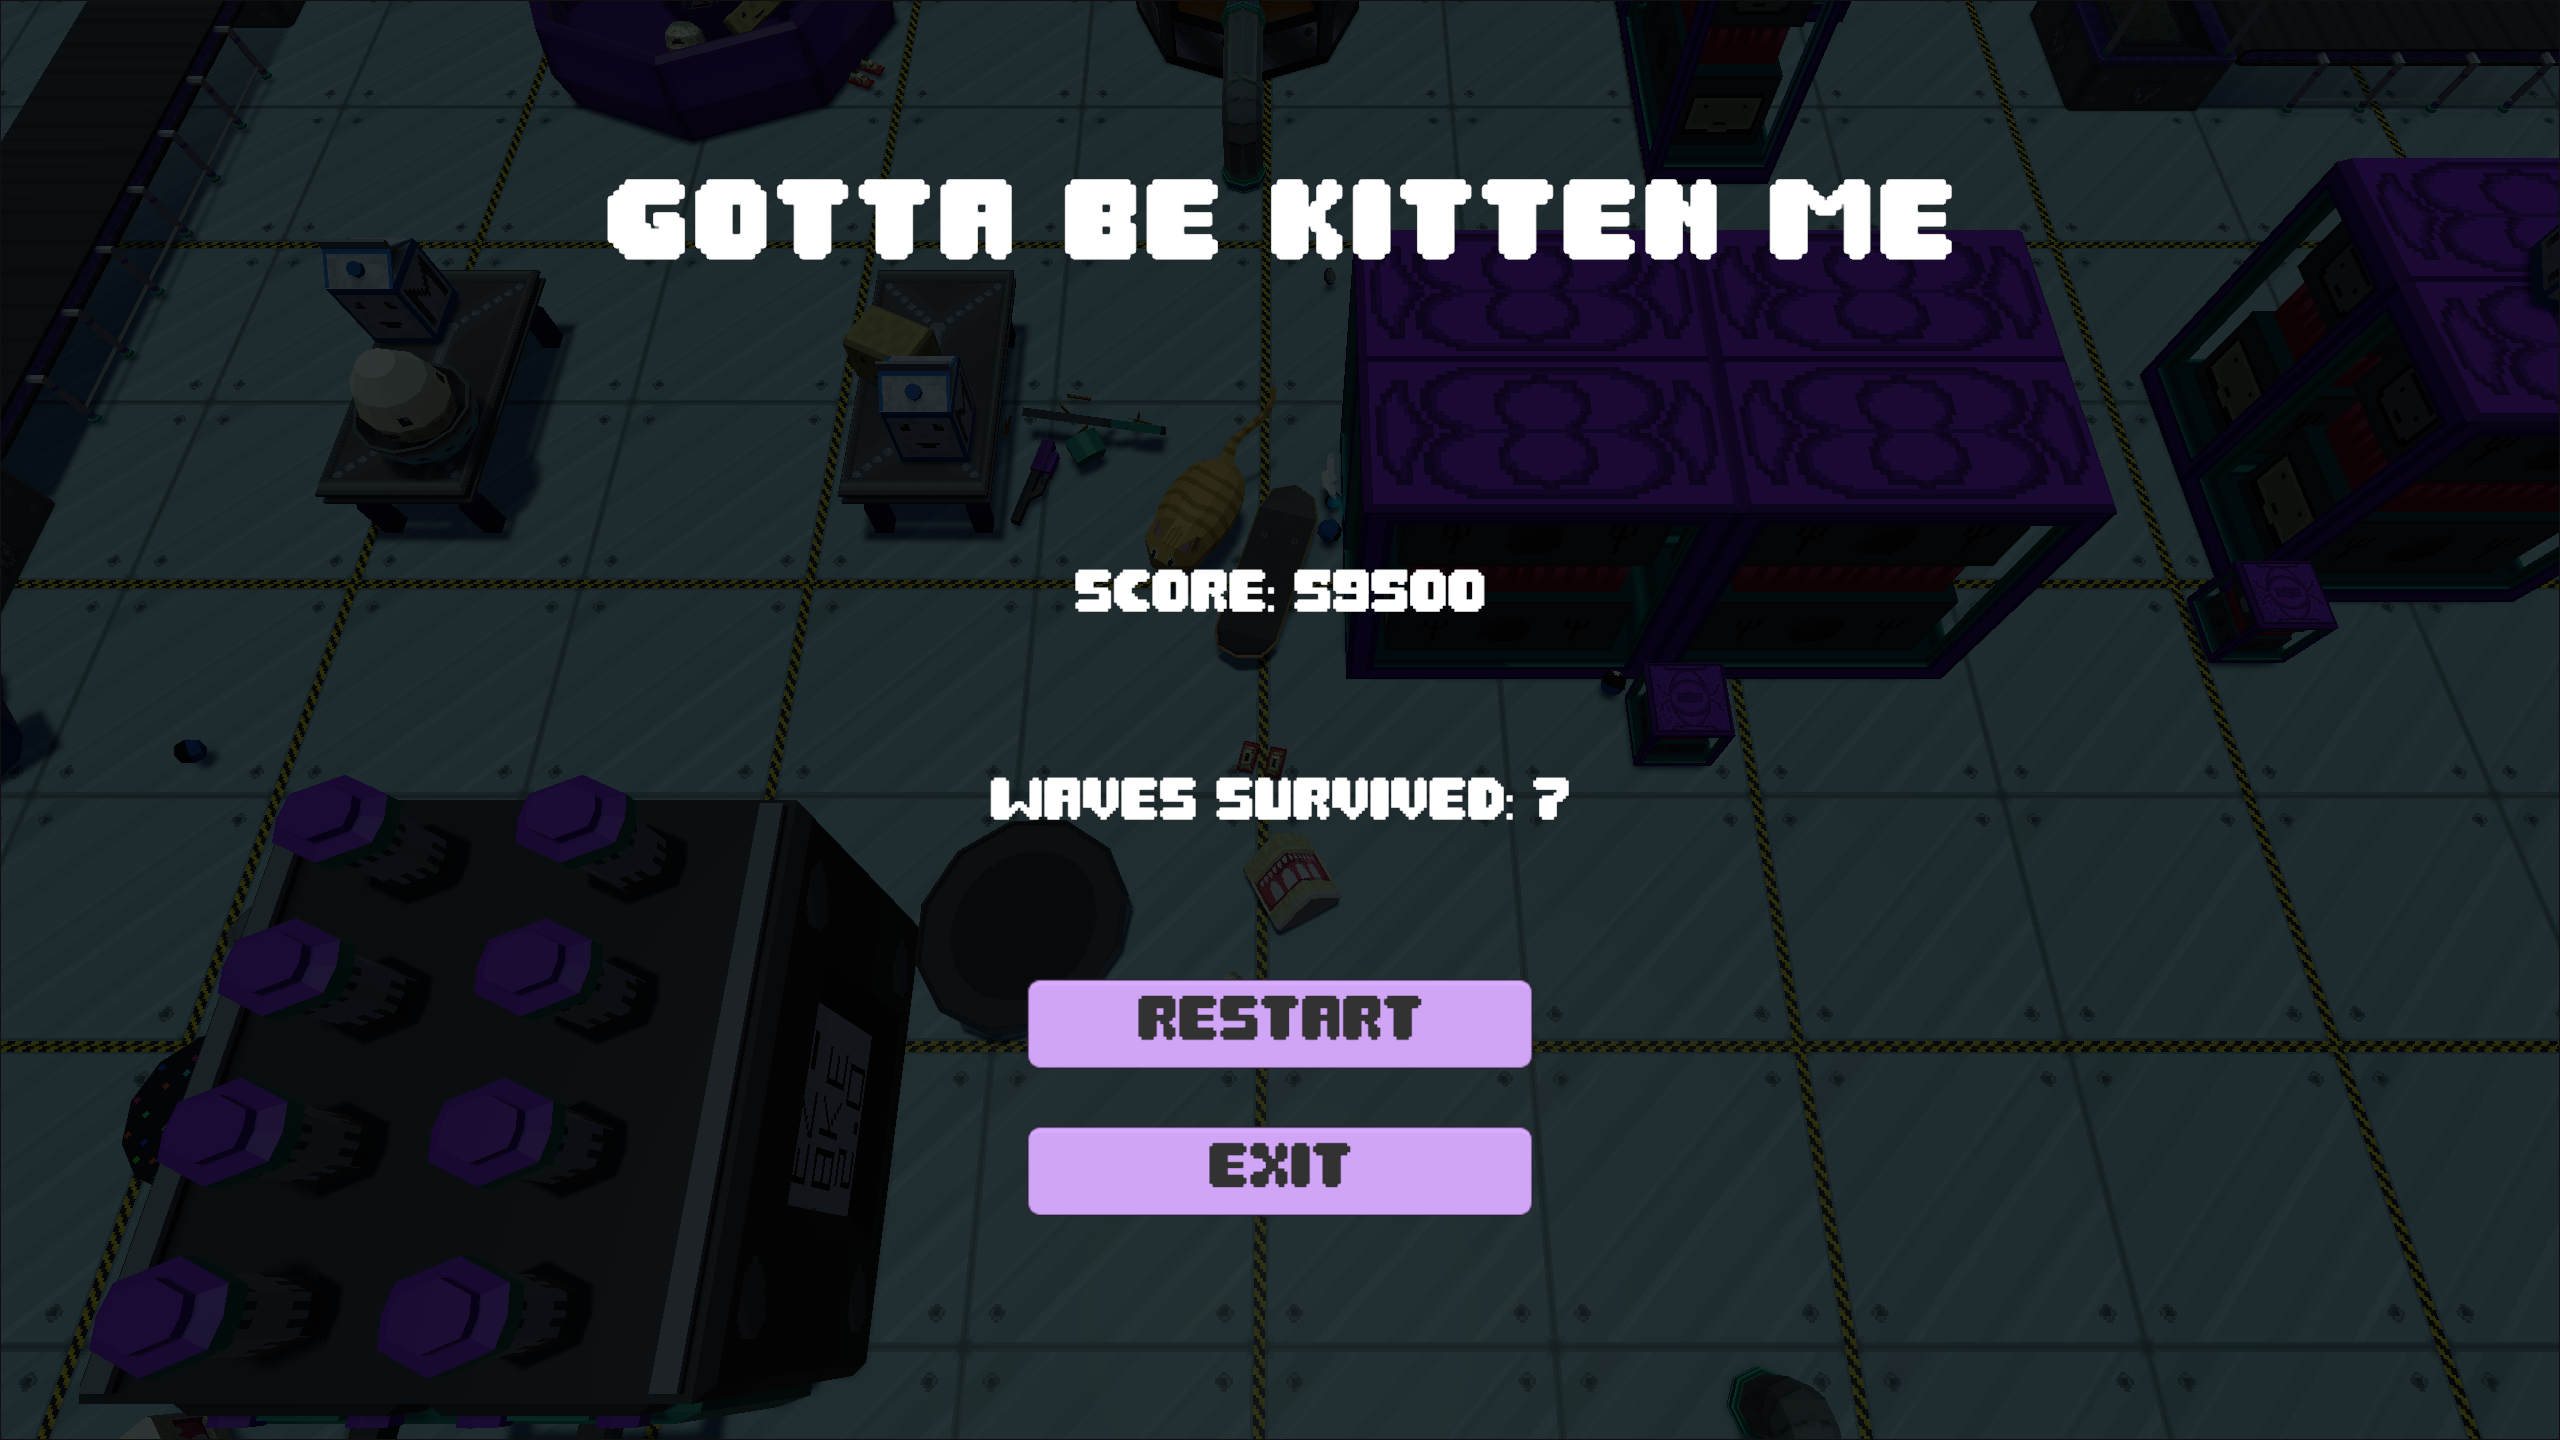 GOTTA BE KITTEN ME
SCORE: 59500
WAVES SURVIVED: 7
RESTART
EXIT